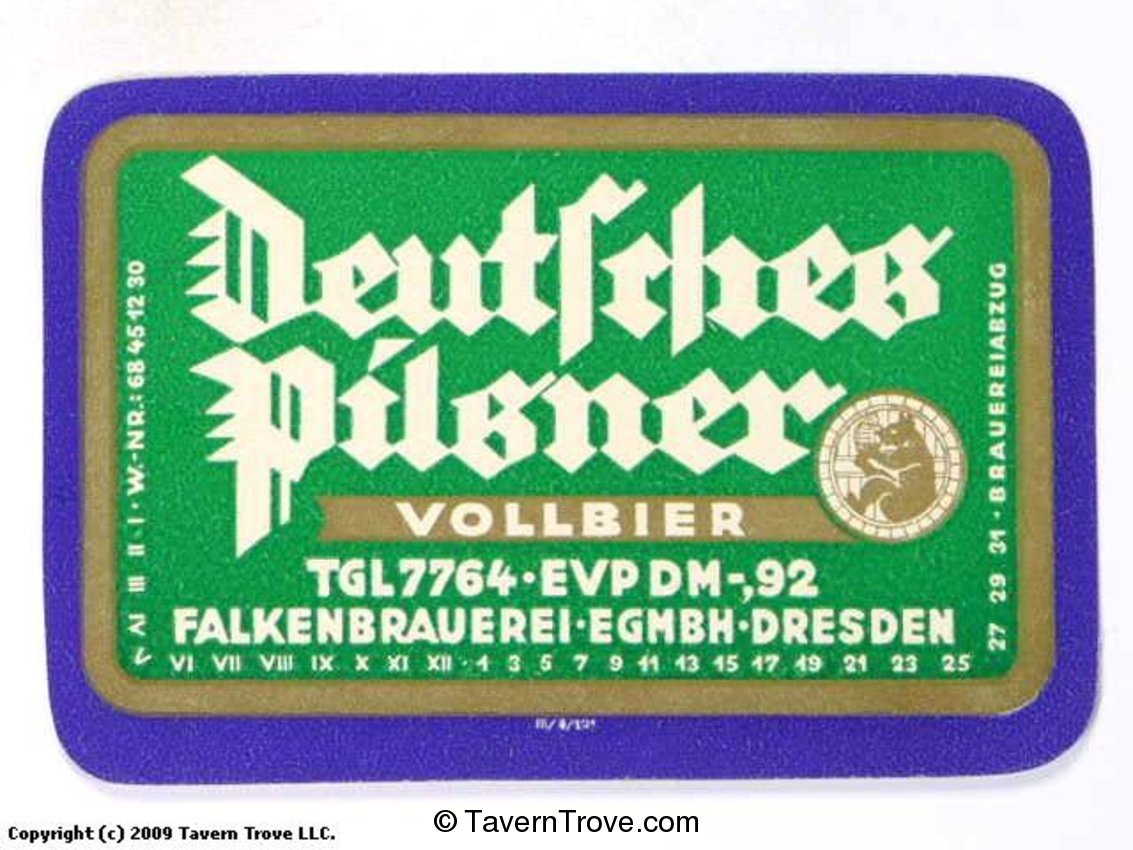 Deutsches
Pilsner
VOLLBIER
TGL 7764·EVP DM-,92
FALKENBRAUEREI·EGMBH·DRESDEN
I · W.-NR.: 68 45 12 30
V IV III II
VI VII VIII IX X XI XII · 1 3 5 7 9 11 13 15 17 19 21 23 25
27 29 31 · BRAUEREIABZUG
Copyright (c) 2009 Tavern Trove LLC.
© TavernTrove.com